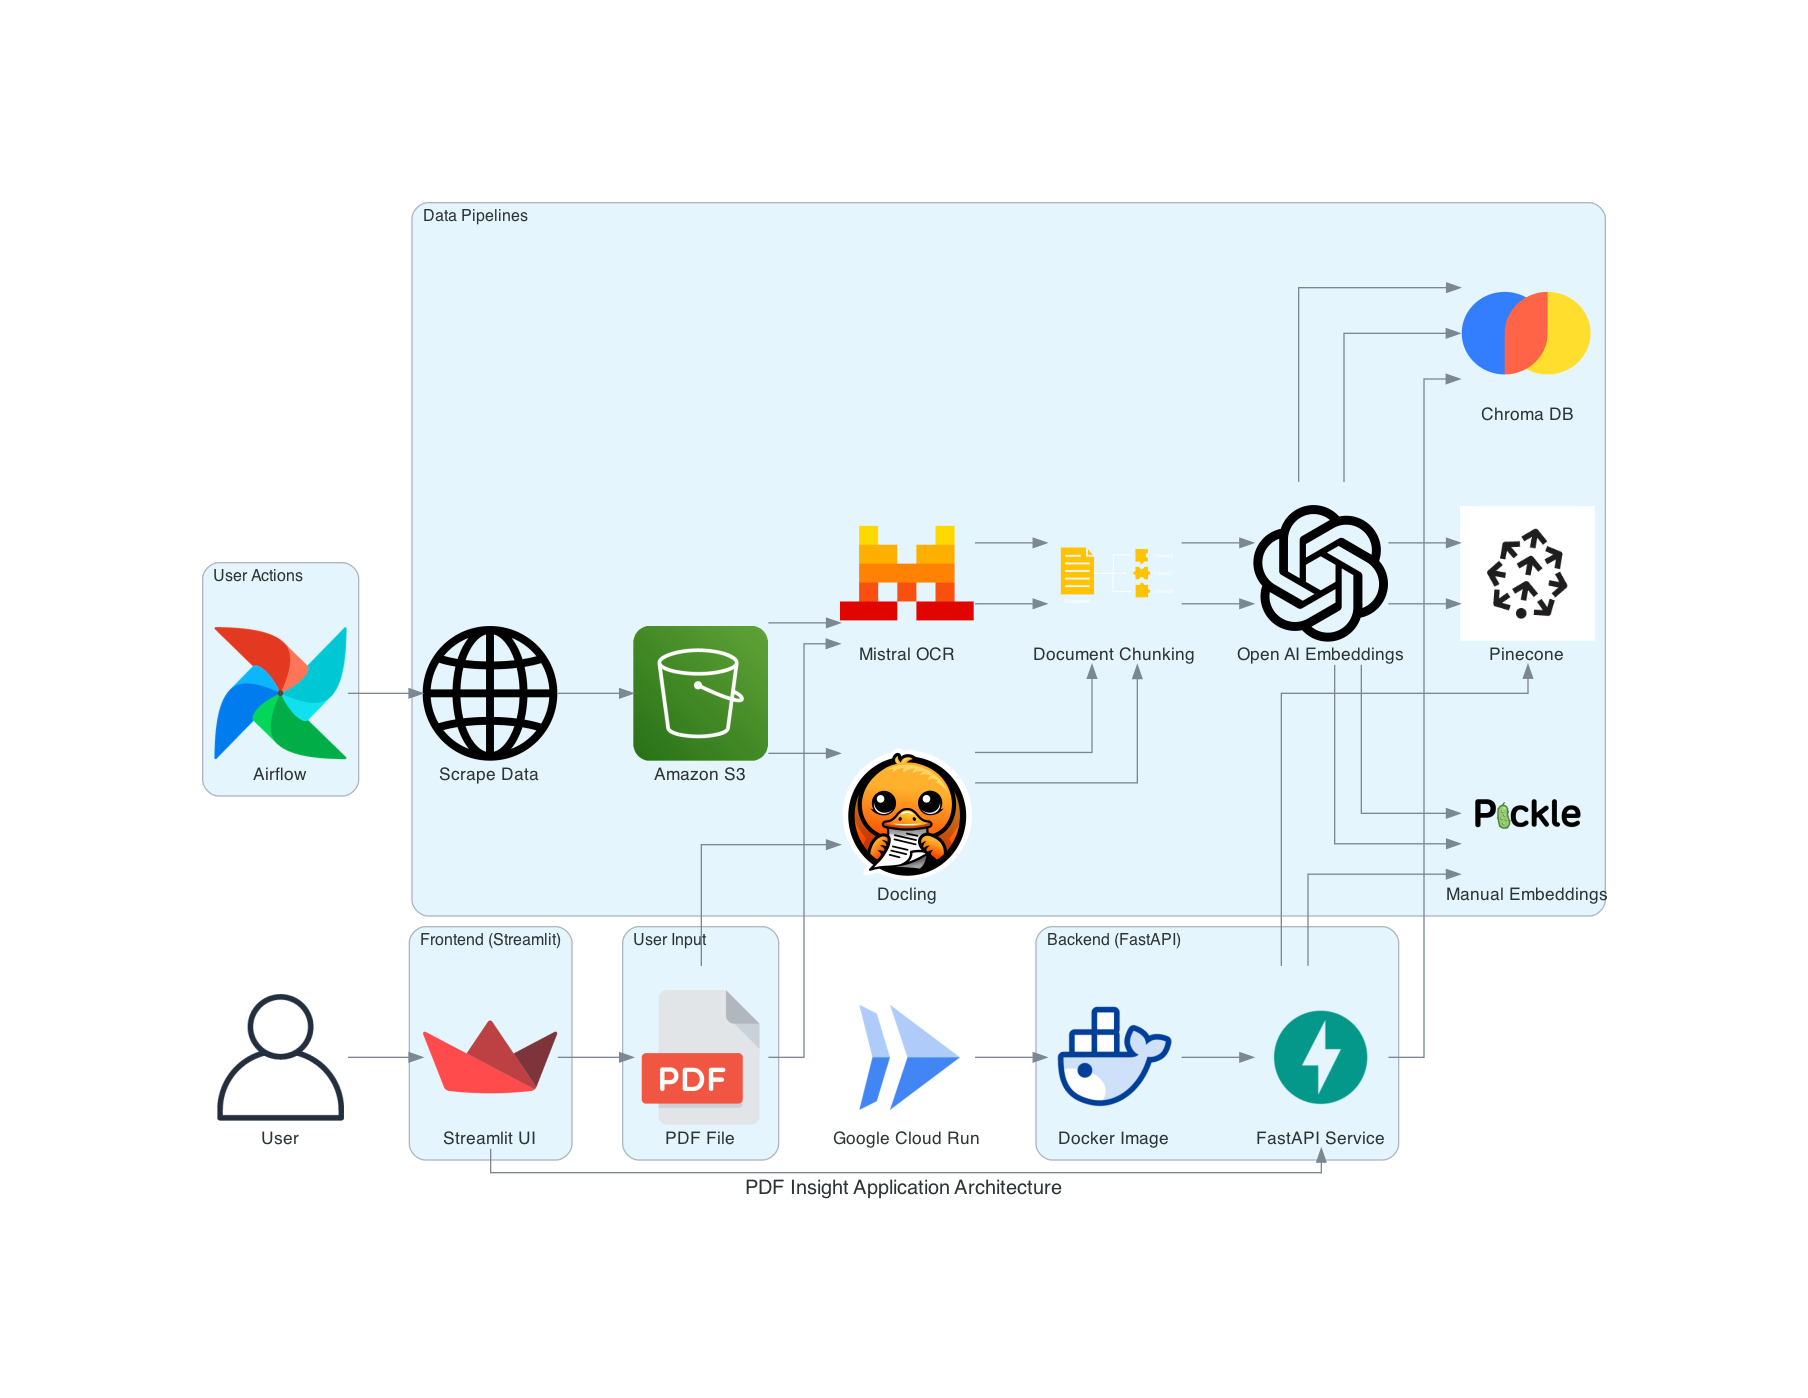 Data Pipelines
Chroma DB
User Actions
Airflow
Scrape Data
Amazon S3
Mistral OCR
Document Chunking
Open AI Embeddings
Pinecone
Docling
Pickle
Manual Embeddings
Frontend (Streamlit)
User Input
Backend (FastAPI)
PDF
User
Streamlit UI
PDF File
Google Cloud Run
Docker Image
FastAPI Service
PDF Insight Application Architecture